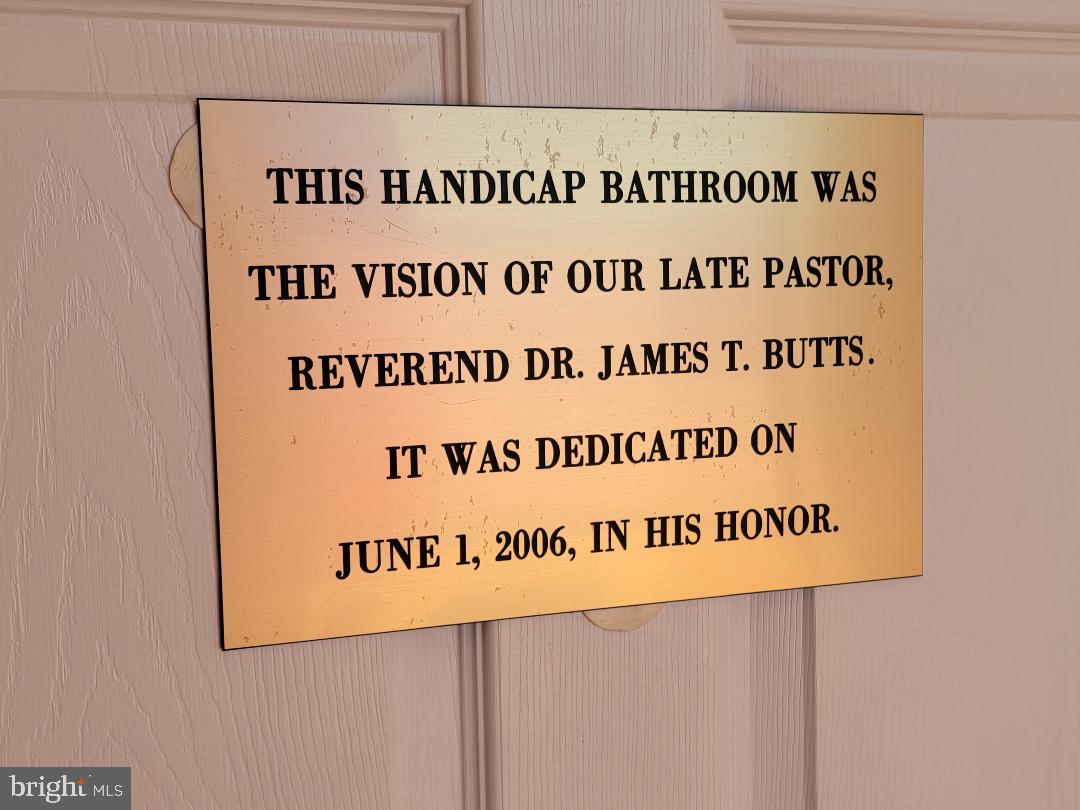 THIS HANDICAP BATHROOM WAS
THE VISION OF OUR LATE PASTOR,
REVEREND DR. JAMES T. BUTTS.
IT WAS DEDICATED ON
JUNE 1, 2006, IN HIS HONOR.
bright MLS